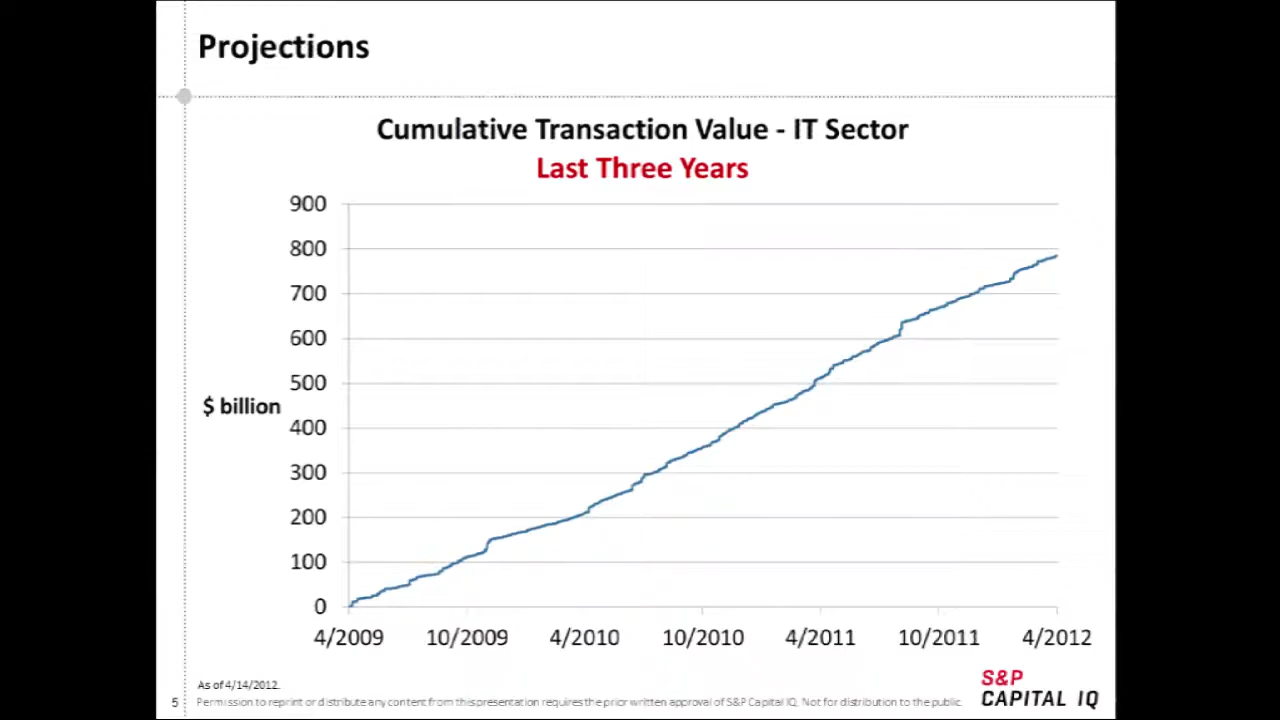 Projections
Cumulative Transaction Value - IT Sector
Last Three Years
900
800
700
600
500
$ billion
400
300
200
100
0
4/2009 10/2009 4/2010 10/2010 4/2011 10/2011 4/2012
As of 4/14/2012.
S&P
CAPITAL IQ
5 Permission to reprint or distribute any content from this presentation requires the prior written approval of S&P Capital IQ. Not for distribution to the public.